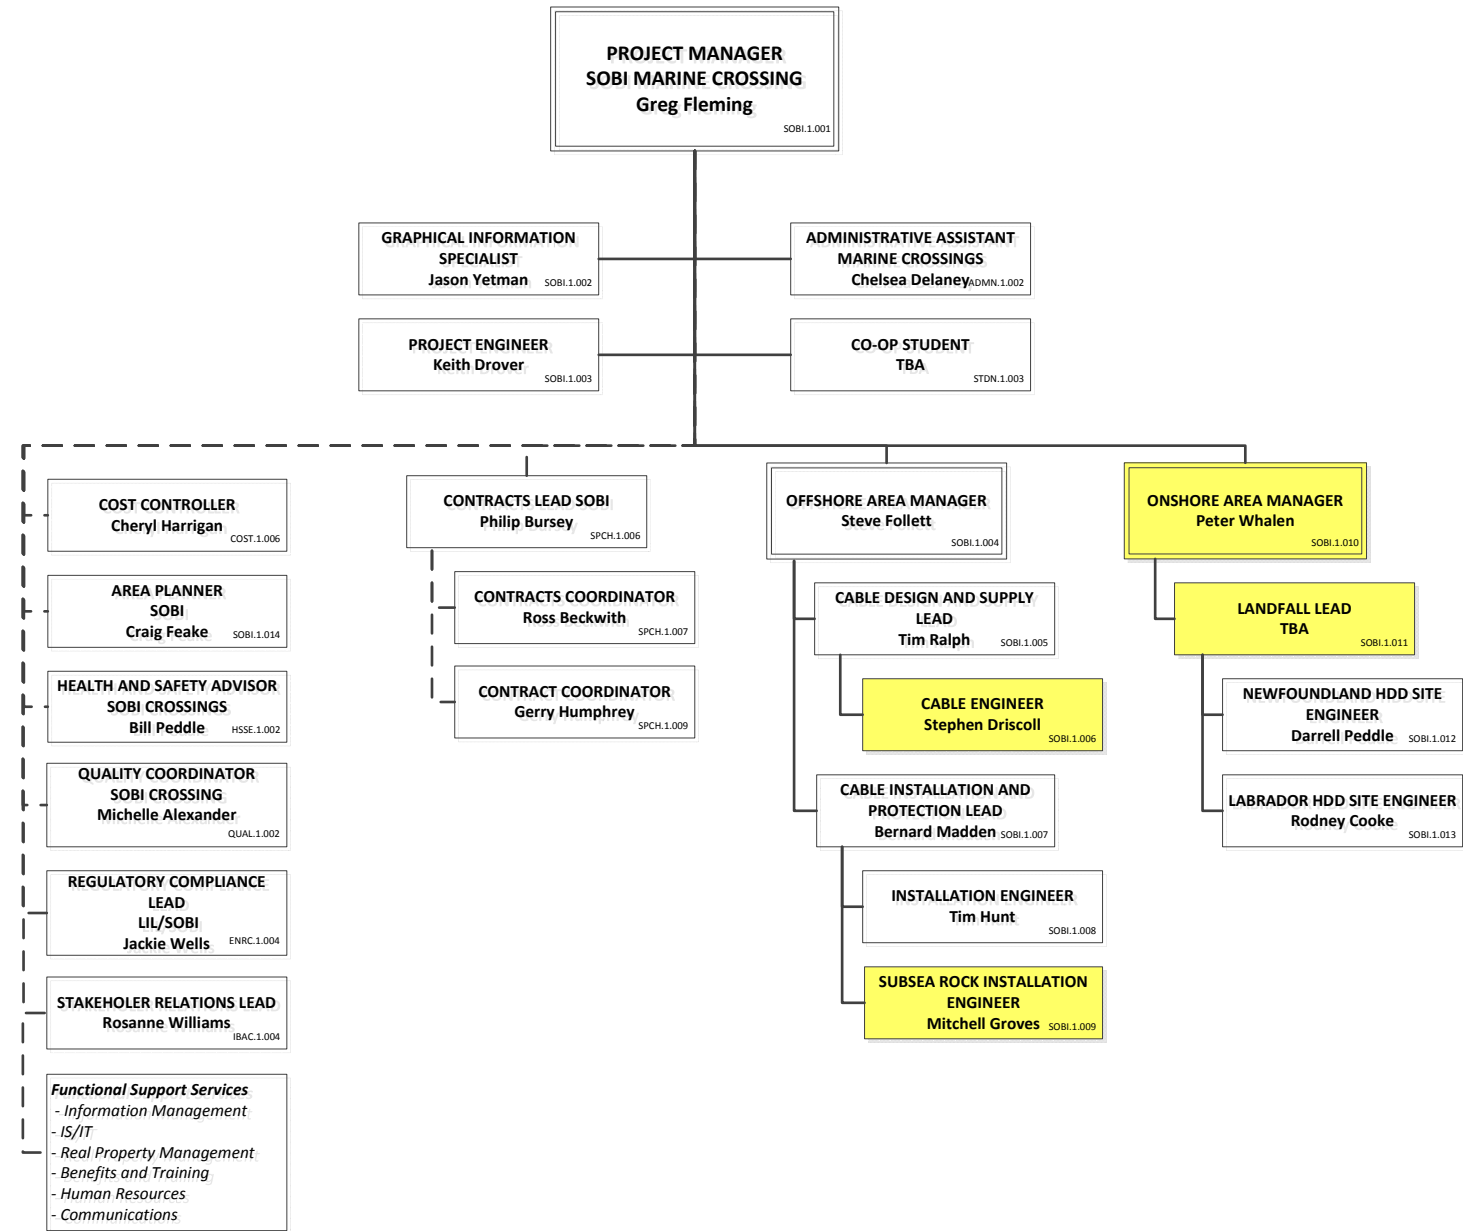 PROJECT MANAGER
SOBI MARINE CROSSING
Greg Fleming
SOBI.1.001
GRAPHICAL INFORMATION
SPECIALIST
Jason Yetman
SOBI.1.002
ADMINISTRATIVE ASSISTANT
MARINE CROSSINGS
Chelsea Delaney
ADMN.1.002
PROJECT ENGINEER
Keith Drover
SOBI.1.003
CO-OP STUDENT
TBA
STDN.1.003
COST CONTROLLER
Cheryl Harrigan
COST.1.006
AREA PLANNER
SOBI
Craig Feake
SOBI.1.014
HEALTH AND SAFETY ADVISOR
SOBI CROSSINGS
Bill Peddle
HSSE.1.002
QUALITY COORDINATOR
SOBI CROSSING
Michelle Alexander
QUAL.1.002
REGULATORY COMPLIANCE
LEAD
LIL/SOBI
Jackie Wells
ENRC.1.004
STAKEHOLER RELATIONS LEAD
Rosanne Williams
IBAC.1.004
Functional Support Services
- Information Management
- IS/IT
- Real Property Management
- Benefits and Training
- Human Resources
- Communications
CONTRACTS LEAD SOBI
Philip Bursey
SPCH.1.006
CONTRACTS COORDINATOR
Ross Beckwith
SPCH.1.007
CONTRACT COORDINATOR
Gerry Humphrey
SPCH.1.009
OFFSHORE AREA MANAGER
Steve Follett
SOBI.1.004
CABLE DESIGN AND SUPPLY
LEAD
Tim Ralph
SOBI.1.005
CABLE ENGINEER
Stephen Driscoll
SOBI.1.006
CABLE INSTALLATION AND
PROTECTION LEAD
Bernard Madden
SOBI.1.007
INSTALLATION ENGINEER
Tim Hunt
SOBI.1.008
SUBSEA ROCK INSTALLATION
ENGINEER
Mitchell Groves
SOBI.1.009
ONSHORE AREA MANAGER
Peter Whalen
SOBI.1.010
LANDFALL LEAD
TBA
SOBI.1.011
NEWFOUNDLAND HDD SITE
ENGINEER
Darrell Peddle
SOBI.1.012
LABRADOR HDD SITE ENGINEER
Rodney Cooke
SOBI.1.013